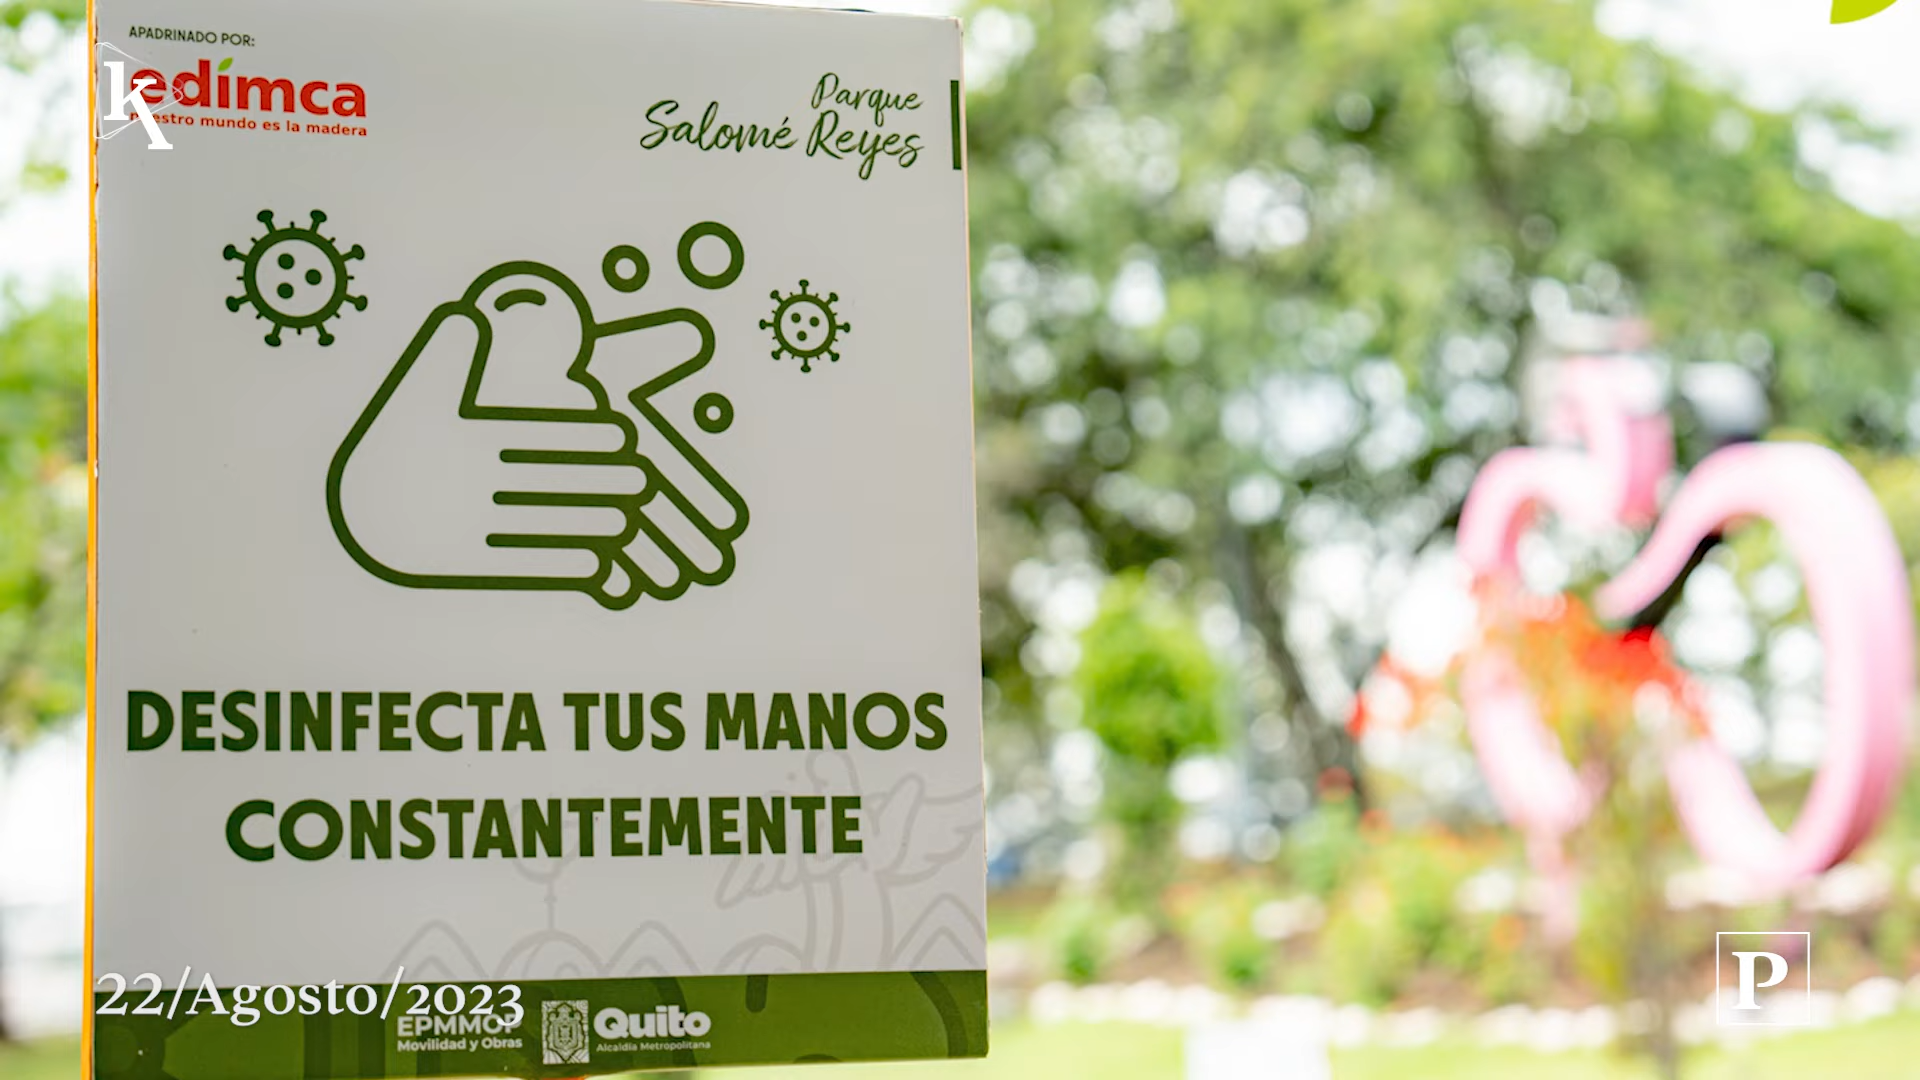 APADRINADO POR:
edimca
nuestro mundo es la madera
k
Parque
Salomé Reyes
DESINFECTA TUS MANOS
CONSTANTEMENTE
22/Agosto/2023
EPMMOP
Movilidad y Obras
Quito
Alcaldía Metropolitana
P